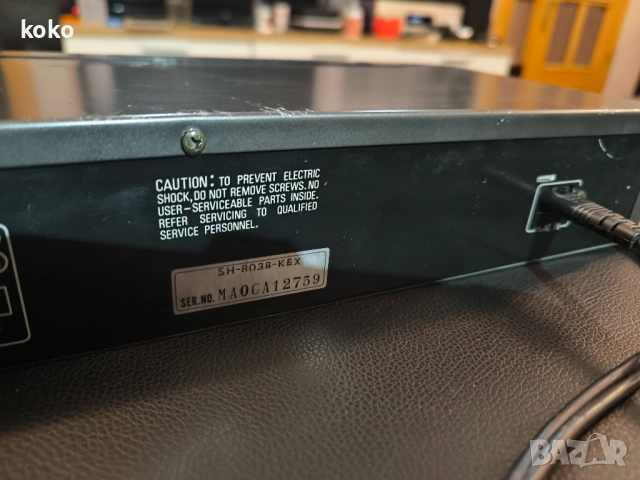 koko
CAUTION: TO PREVENT ELECTRIC
SHOCK, DO NOT REMOVE SCREWS. NO
USER-SERVICEABLE PARTS INSIDE.
REFER SERVICING TO QUALIFIED
SERVICE PERSONNEL.
SH-8038-KEX
SER.NO. MA0CA12759
BAZAR